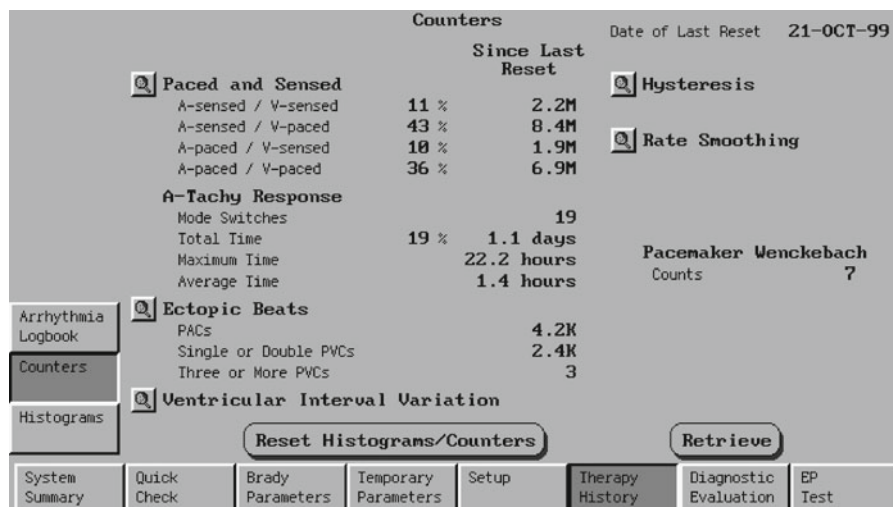 Counters
Date of Last Reset 21-OCT-99
Since Last
Reset
Paced and Sensed
A-sensed / V-sensed 11 % 2.2M
A-sensed / V-paced 43 % 8.4M
A-paced / V-sensed 10 % 1.9M
A-paced / V-paced 36 % 6.9M
A-Tachy Response
Mode Switches 19
Total Time 19 % 1.1 days
Maximum Time 22.2 hours
Average Time 1.4 hours
Ectopic Beats
PACs 4.2K
Single or Double PVCs 2.4K
Three or More PVCs 3
Ventricular Interval Variation
Hysteresis
Rate Smoothing
Pacemaker Wenckebach
Counts 7
Arrhythmia
Logbook
Counters
Histograms
Reset Histograms/Counters
Retrieve
System
Summary
Quick
Check
Brady
Parameters
Temporary
Parameters
Setup
Therapy
History
Diagnostic
Evaluation
EP
Test